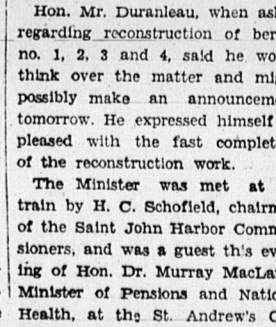 Hon. Mr. Duranleau, when as
regarding reconstruction of ber
no. 1, 2, 3 and 4, said he wo
think over the matter and mi
possibly make an announcem
tomorrow. He expressed himself
pleased with the fast complet
of the reconstruction work.
The Minister was met at
train by H. C. Schofield, chairn
of the Saint John Harbor Comm
sioners, and was a guest th's ev
ing of Hon. Dr. Murray MacLa
Minister of Pensions and Natio
Health, at the St. Andrew's C